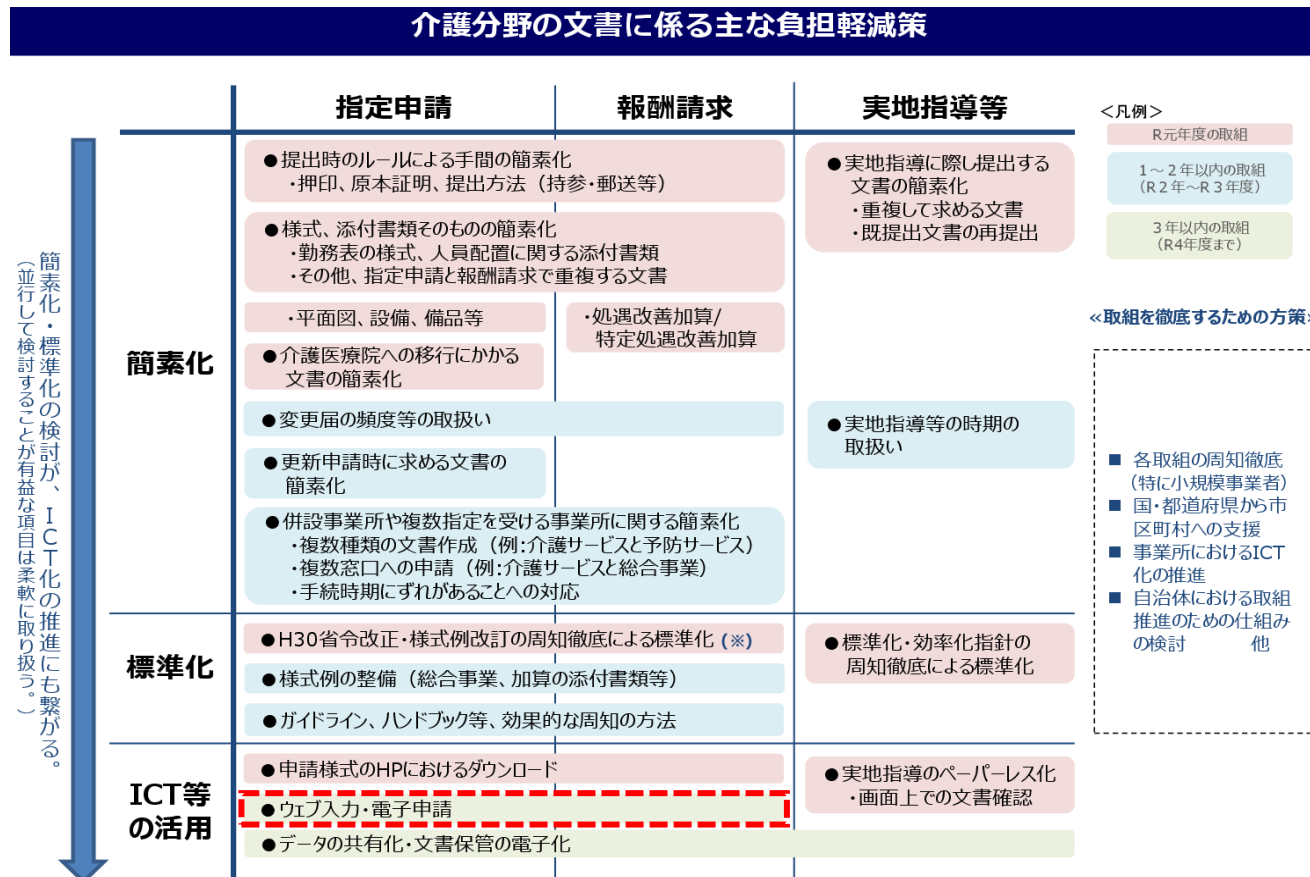 介護分野の文書に係る主な負担軽減策
指定申請
報酬請求
実地指導等
簡素化・標準化の検討が、ICT化の推進にも繋がる。
（並行して検討することが有益な項目は柔軟に取り扱う。）
簡素化
●提出時のルールによる手間の簡素化
・押印、原本証明、提出方法（持参・郵送等）
●様式、添付書類そのものの簡素化
・勤務表の様式、人員配置に関する添付書類
・その他、指定申請と報酬請求で重複する文書
・平面図、設備、備品等
・処遇改善加算/
特定処遇改善加算
●介護医療院への移行にかかる
文書の簡素化
●変更届の頻度等の取扱い
●更新申請時に求める文書の
簡素化
●併設事業所や複数指定を受ける事業所に関する簡素化
・複数種類の文書作成（例:介護サービスと予防サービス）
・複数窓口への申請（例:介護サービスと総合事業）
・手続時期にずれがあることへの対応
●実地指導に際し提出する
文書の簡素化
・重複して求める文書
・既提出文書の再提出
●実地指導等の時期の
取扱い
標準化
●H30省令改正・様式例改訂の周知徹底による標準化（※）
●様式例の整備（総合事業、加算の添付書類等）
●ガイドライン、ハンドブック等、効果的な周知の方法
●標準化・効率化指針の
周知徹底による標準化
ICT等
の活用
●申請様式のHPにおけるダウンロード
●ウェブ入力・電子申請
●データの共有化・文書保管の電子化
●実地指導のペーパーレス化
・画面上での文書確認
＜凡例＞
R元年度の取組
1～2年以内の取組
（R2年～R3年度）
3年以内の取組
（R4年度まで）
≪取組を徹底するための方策≫
■ 各取組の周知徹底
（特に小規模事業者）
■ 国・都道府県から市
区町村への支援
■ 事業所におけるICT
化の推進
■ 自治体における取組
推進のための仕組み
の検討 他